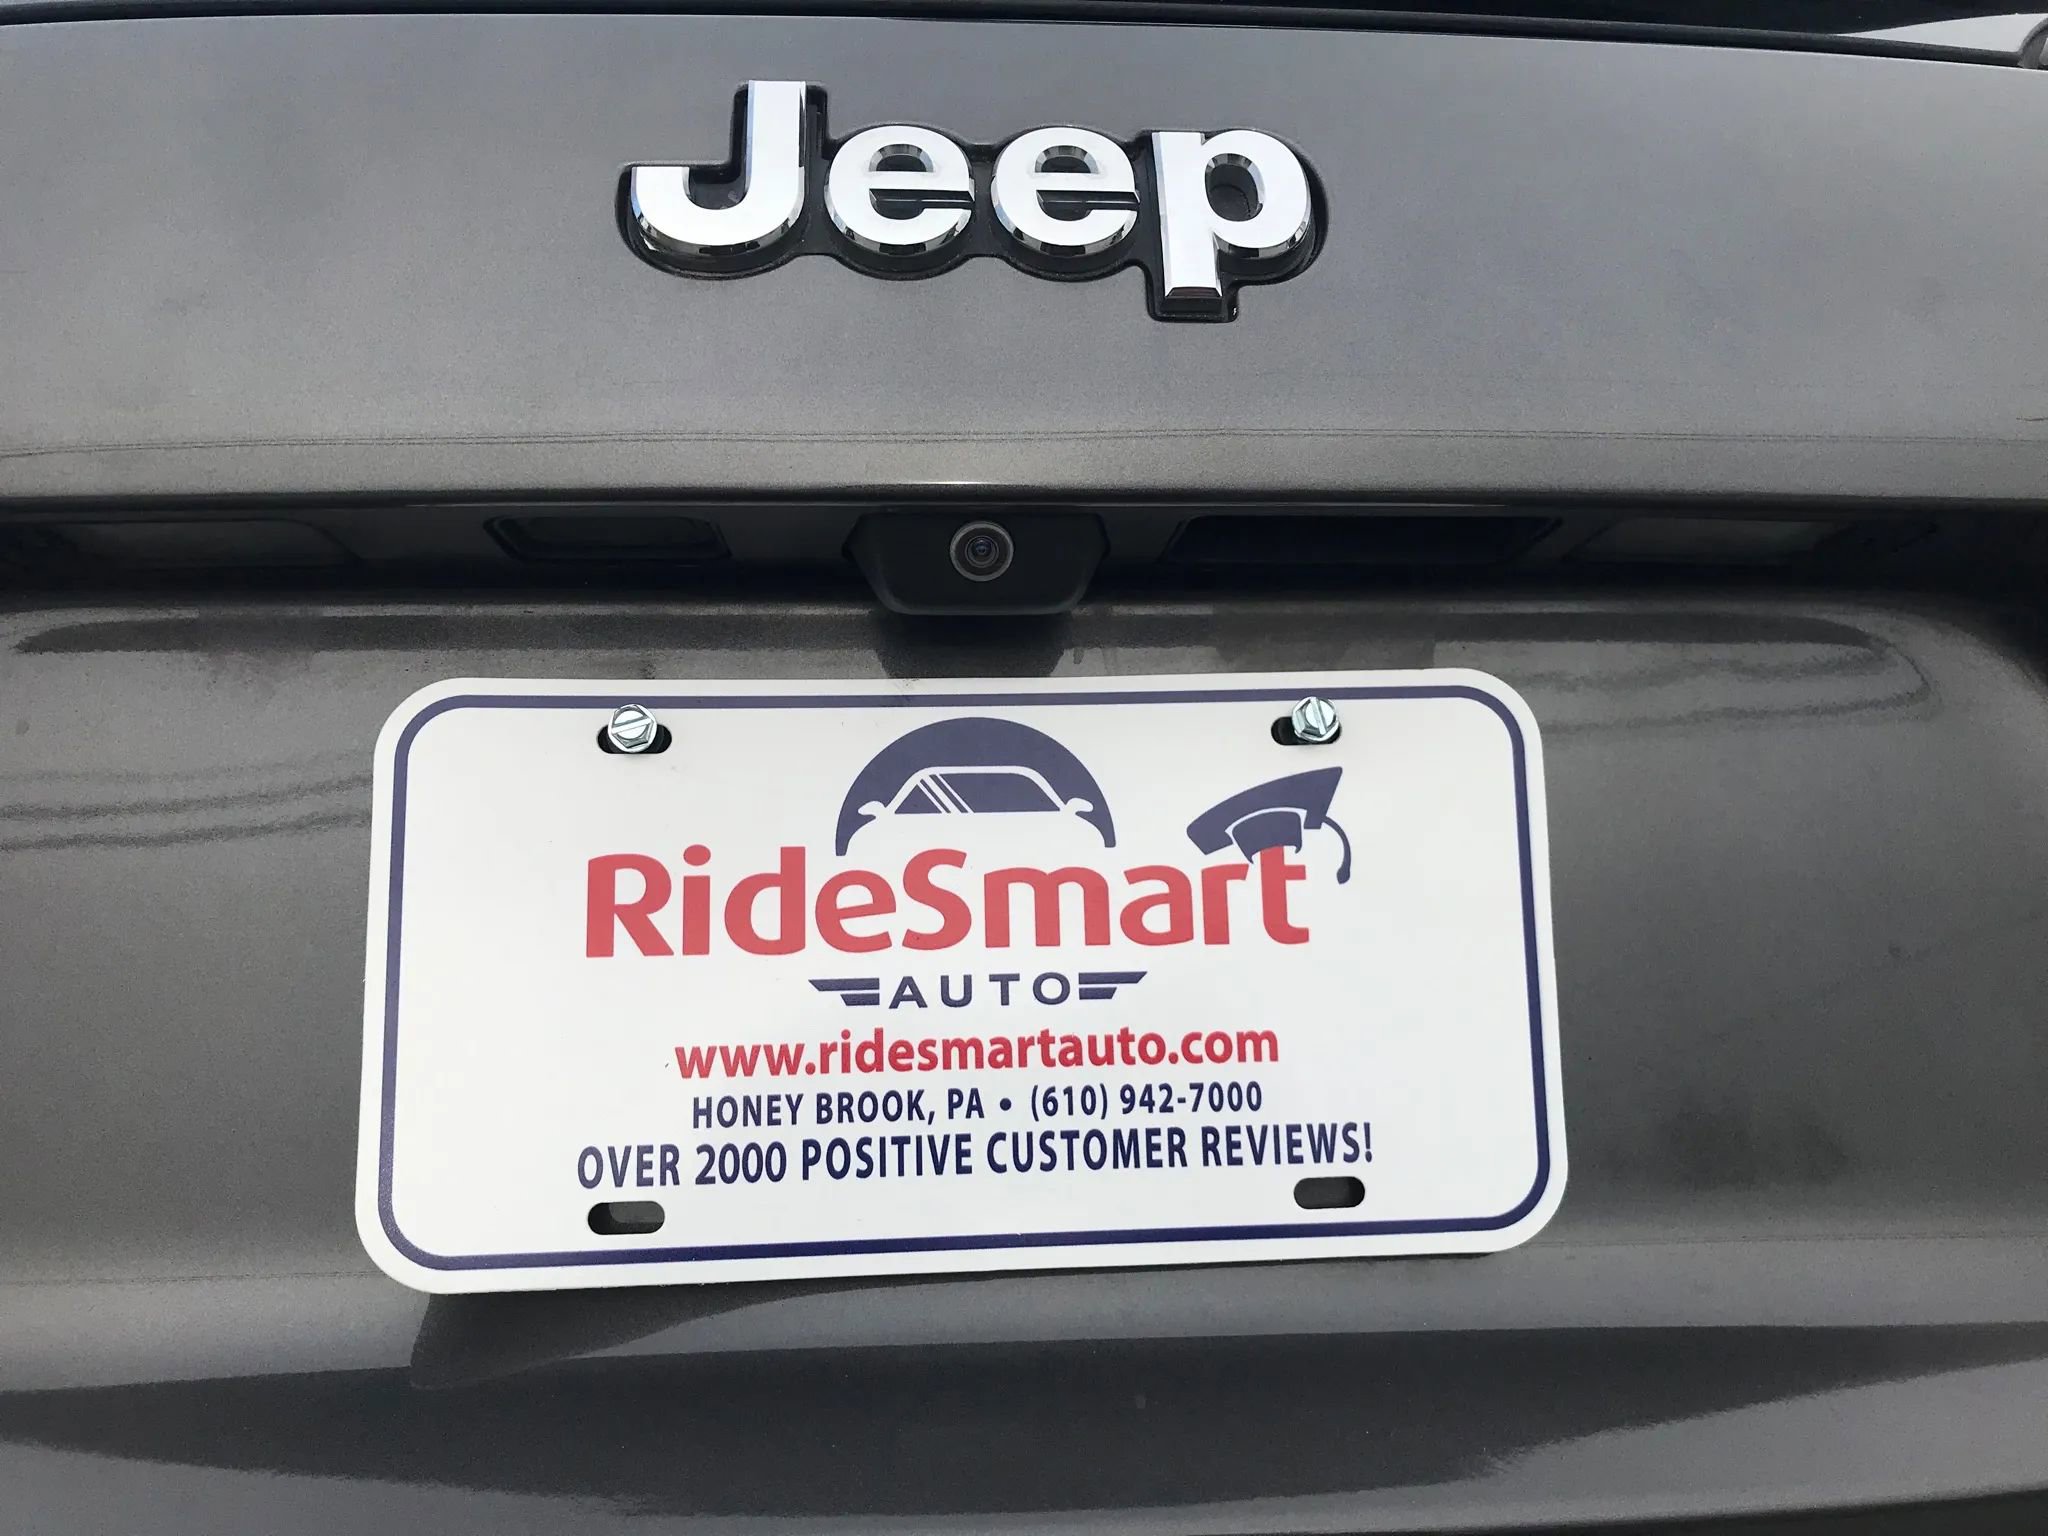 Jeep
RideSmart
AUTO
www.ridesmartauto.com
HONEY BROOK, PA • (610) 942-7000
OVER 2000 POSITIVE CUSTOMER REVIEWS!